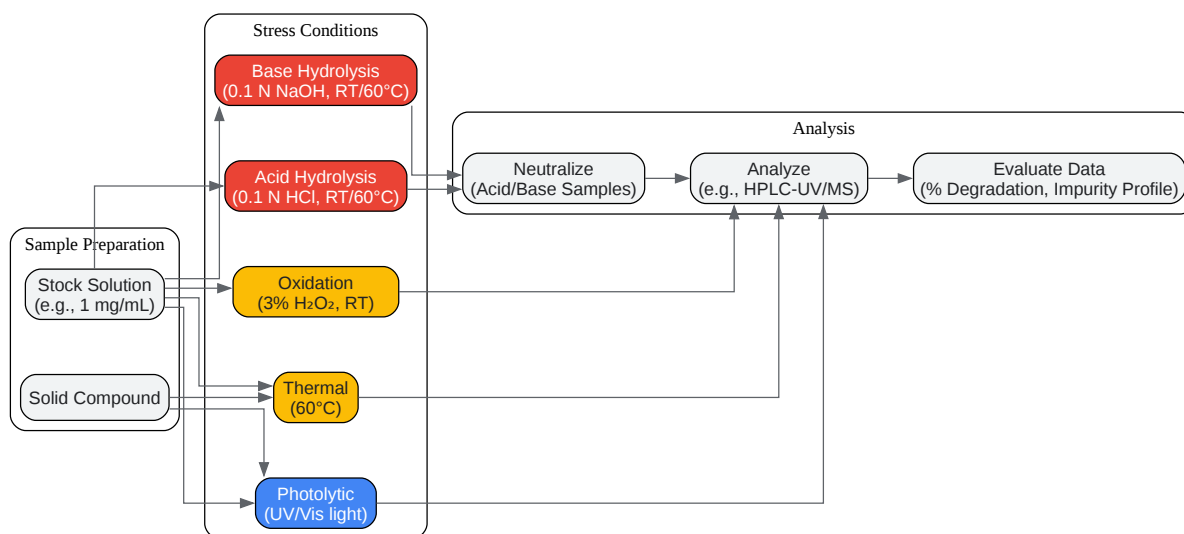 Stress Conditions
Base Hydrolysis
(0.1 N NaOH, RT/60°C)
Analysis
Neutralize
(Acid/Base Samples)
Analyze
(e.g., HPLC-UV/MS)
Evaluate Data
(% Degradation, Impurity Profile)
Acid Hydrolysis
(0.1 N HCl, RT/60°C)
Sample Preparation
Stock Solution
(e.g., 1 mg/mL)
Oxidation
(3% H₂O₂, RT)
Solid Compound
Thermal
(60°C)
Photolytic
(UV/Vis light)